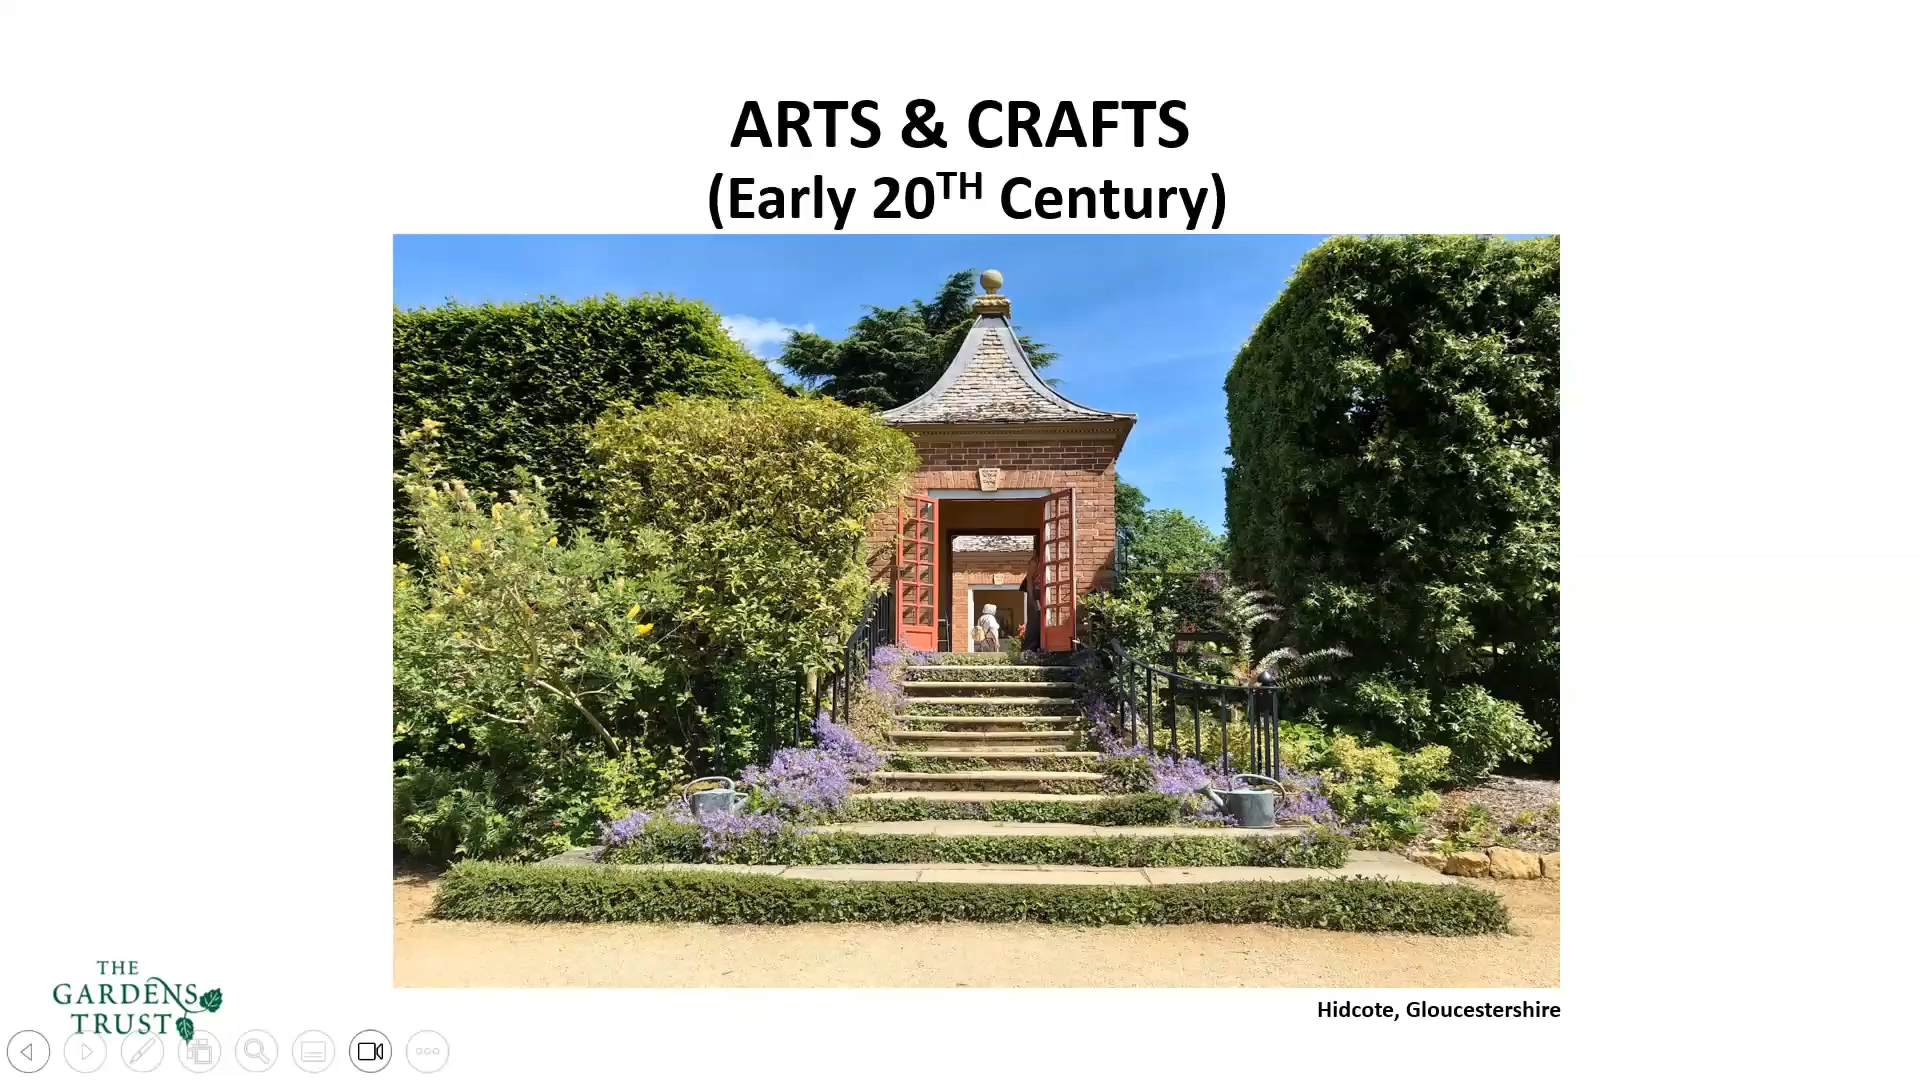 ARTS & CRAFTS
(Early 20TH Century)
Hidcote, Gloucestershire
THE
GARDENS
TRUST